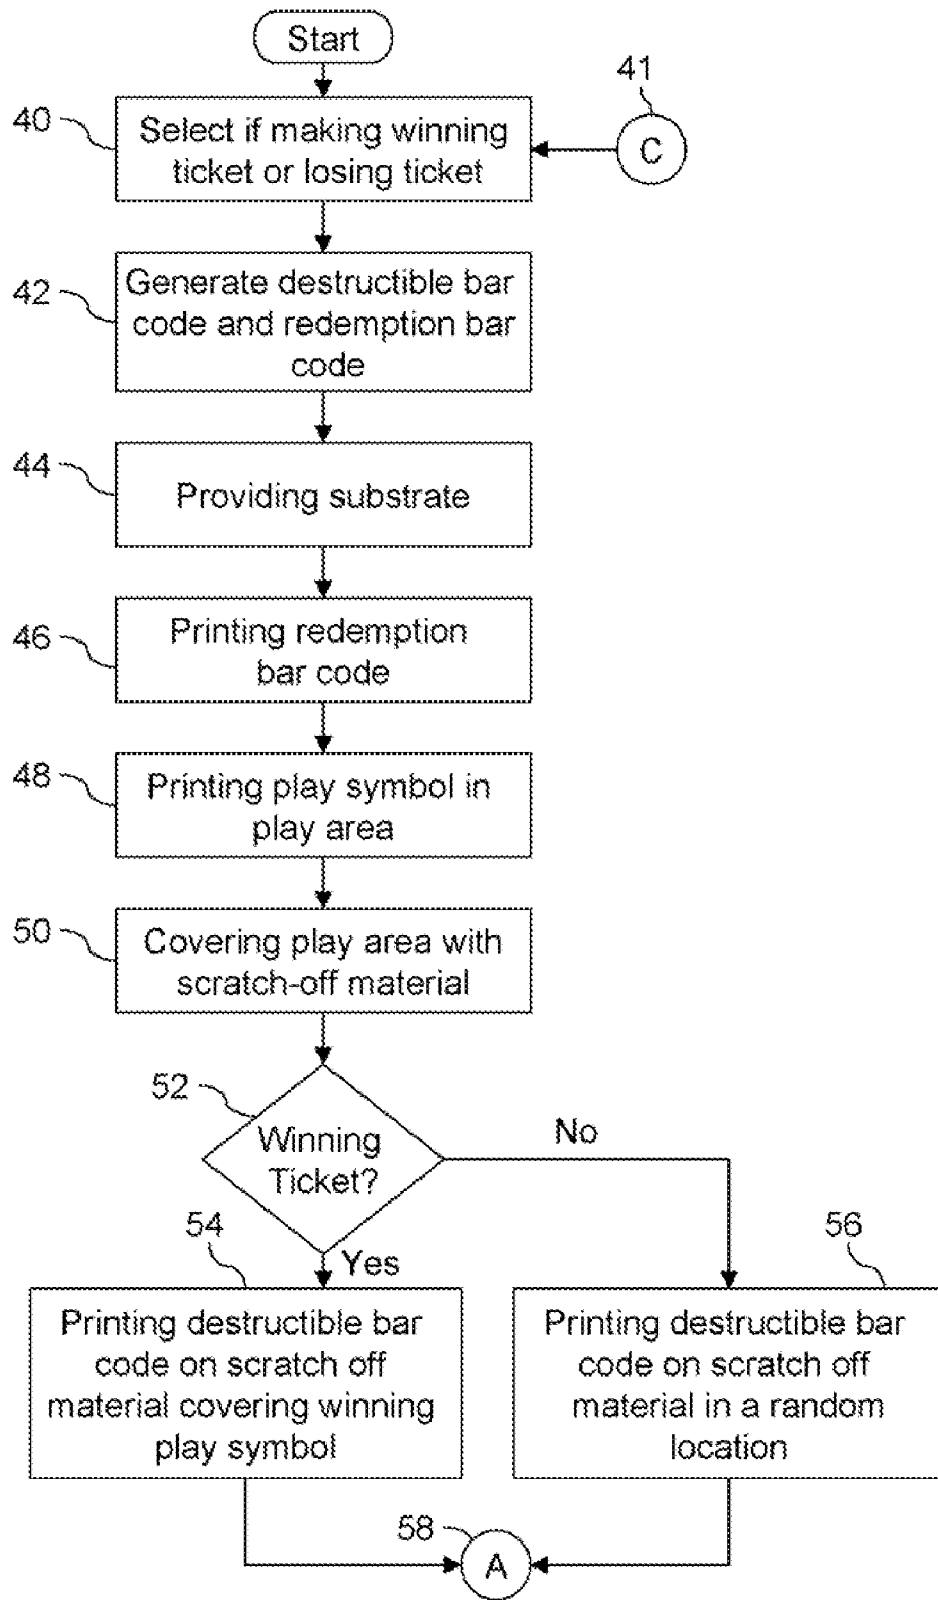 Start
41
40
Select if making winning
ticket or losing ticket
C
42
Generate destructible bar
code and redemption bar
code
44
Providing substrate
46
Printing redemption
bar code
48
Printing play symbol in
play area
50
Covering play area with
scratch-off material
52
Winning
Ticket?
No
54
Yes
56
Printing destructible bar
code on scratch off
material covering winning
play symbol
Printing destructible bar
code on scratch off
material in a random
location
58
A